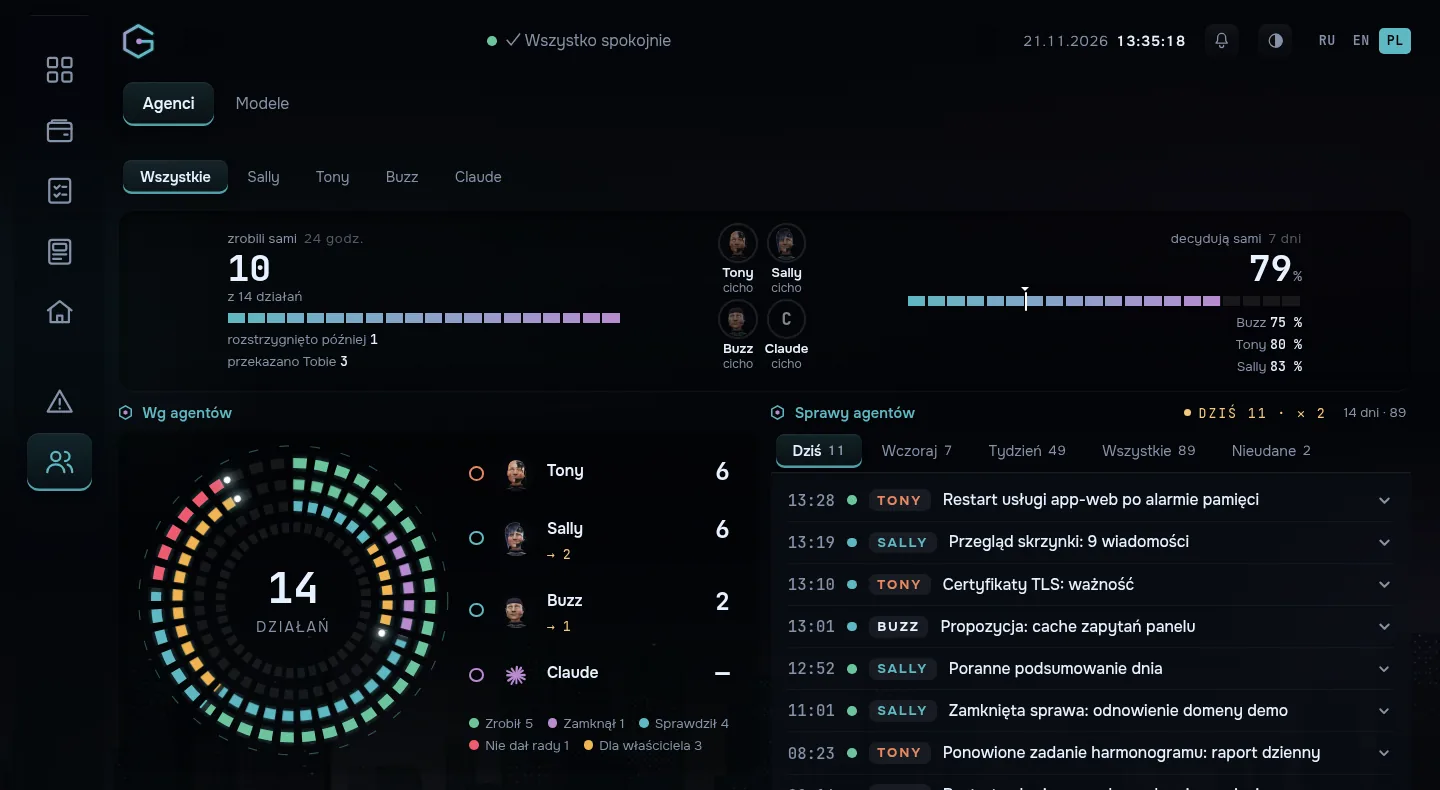 ✓ Wszystko spokojnie
21.11.2026 13:35:18
RU EN PL
Agenci Modele
Wszystkie Sally Tony Buzz Claude
zrobili sami 24 godz.
10
z 14 działań
rozstrzygnięto później 1
przekazano Tobie 3
Tony Sally
cicho cicho
C
Buzz Claude
cicho cicho
decydują sami 7 dni
79%
Buzz 75 %
Tony 80 %
Sally 83 %
Wg agentów
14
DZIAŁAŃ
Tony 6
Sally 6
→ 2
Buzz 2
→ 1
Claude —
Zrobił 5 Zamknął 1 Sprawdził 4
Nie dał rady 1 Dla właściciela 3
Sprawy agentów
DZIŚ 11 · × 2 14 dni · 89
Dziś 11 Wczoraj 7 Tydzień 49 Wszystkie 89 Nieudane 2
13:28 TONY Restart usługi app-web po alarmie pamięci
13:19 SALLY Przegląd skrzynki: 9 wiadomości
13:10 TONY Certyfikaty TLS: ważność
13:01 BUZZ Propozycja: cache zapytań panelu
12:52 SALLY Poranne podsumowanie dnia
11:01 SALLY Zamknięta sprawa: odnowienie domeny demo
08:23 TONY Ponowione zadanie harmonogramu: raport dzienny